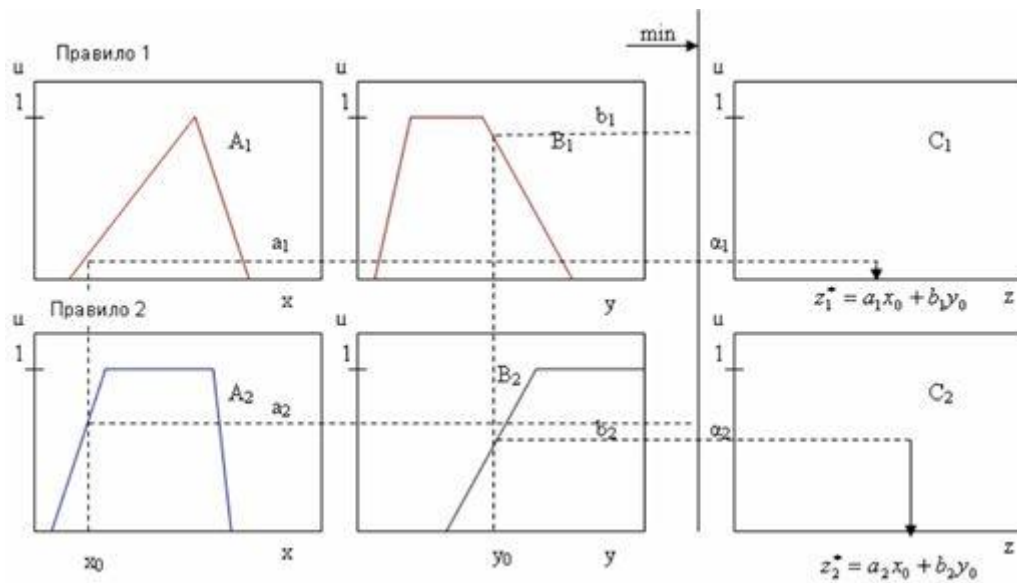 min
Правило 1
u
u
u
1
1
1
A₁
b₁
B₁
C₁
a₁
α₁
x
y
z
z₁* = a₁x₀ + b₁y₀
Правило 2
u
u
u
1
1
1
A₂
B₂
C₂
a₂
b₂
α₂
x
y
z
x₀
y₀
z₂* = a₂x₀ + b₂y₀